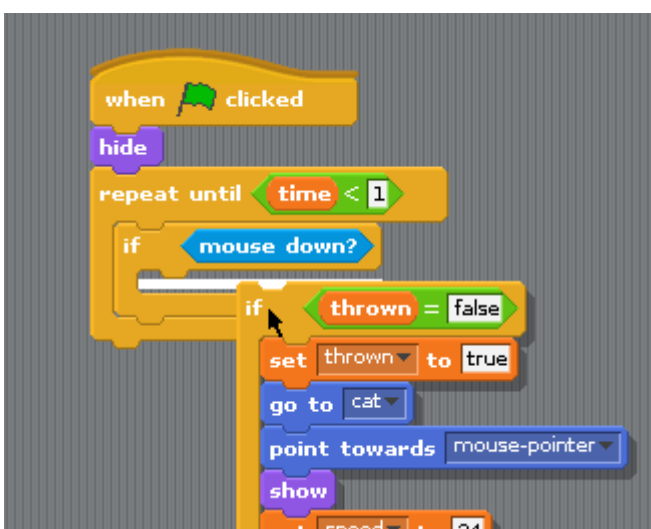 when clicked
hide
repeat until time < 1
if mouse down?
if thrown = false
set thrown to true
go to cat
point towards mouse-pointer
show